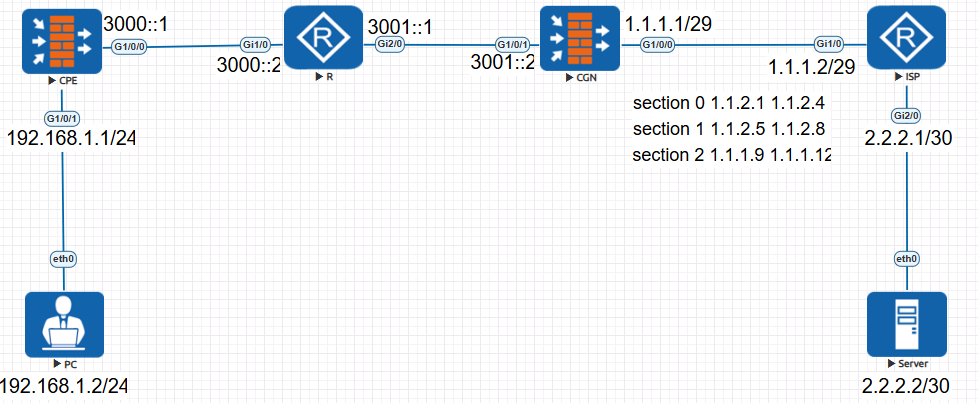 3000::1
G1/0/0
Gi1/0
3000::2
CPE
R
3001::1
Gi2/0
R
G1/0/1
3001::2
CGN
1.1.1.1/29
G1/0/0
Gi1/0
1.1.1.2/29
R
ISP
G1/0/1
192.168.1.1/24
section 0 1.1.2.1 1.1.2.4
section 1 1.1.2.5 1.1.2.8
section 2 1.1.1.9 1.1.1.12
Gi2/0
2.2.2.1/30
eth0
PC
192.168.1.2/24
eth0
Server
2.2.2.2/30